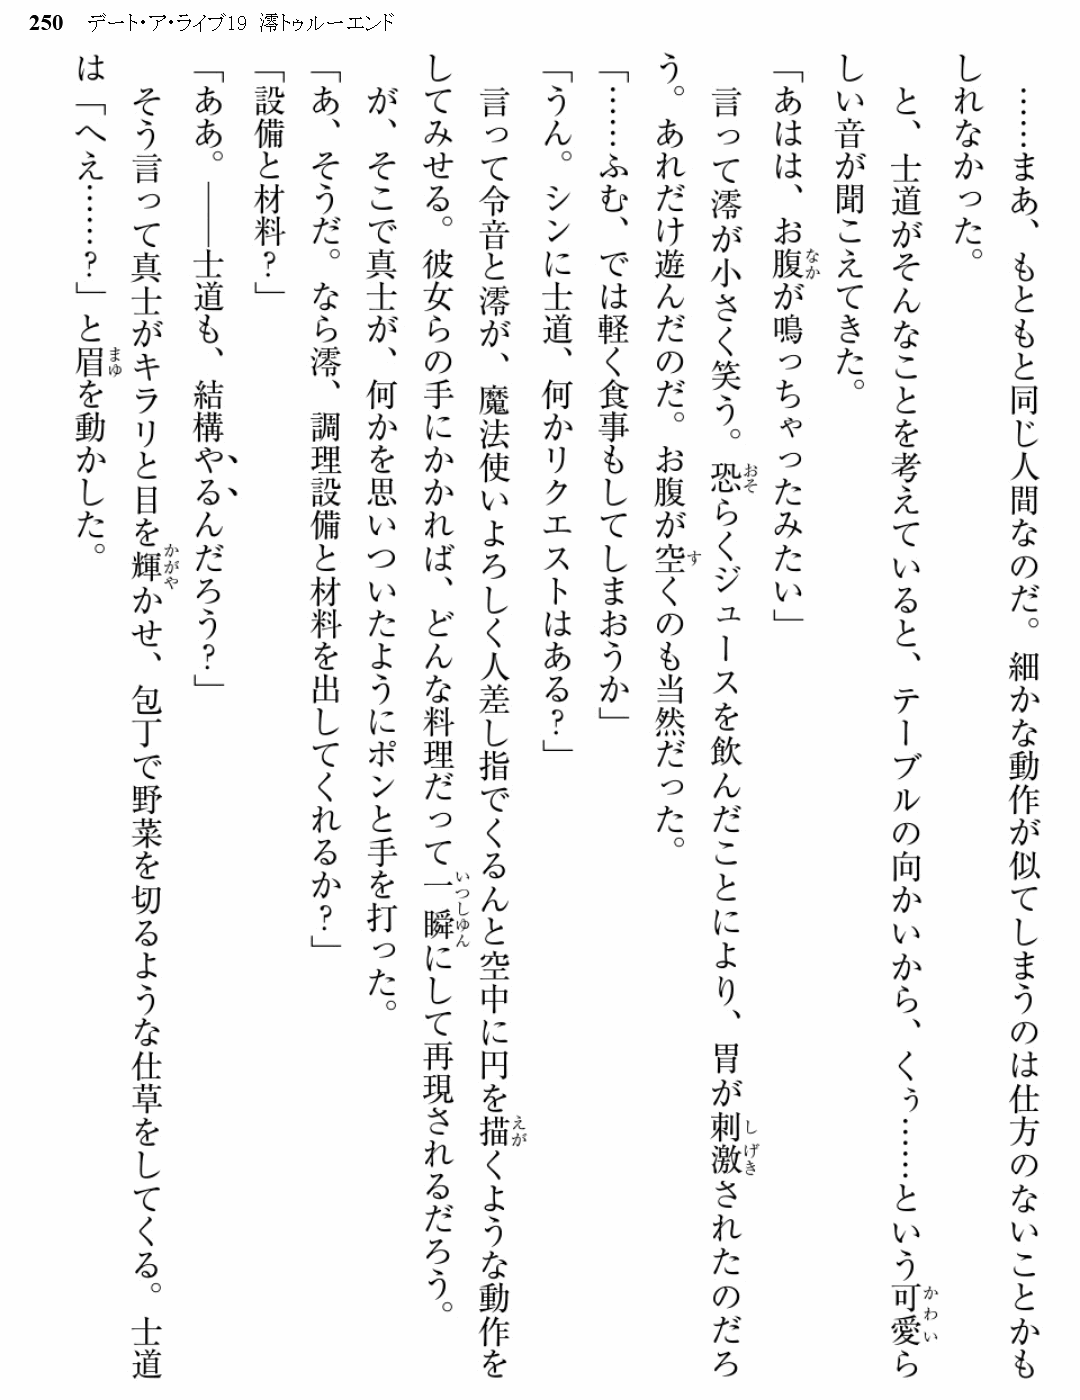 250 デート・ア・ライブ19 澪トゥルーエンド
……まあ、もともと同じ人間なのだ。細かな動作が似てしまうのは仕方のないことかも
しれなかった。
と、士道がそんなことを考えていると、テーブルの向かいから、くぅ……という可愛ら
しい音が聞こえてきた。
「あはは、お腹が鳴っちゃったみたい」
言って澪が小さく笑う。恐らくジュースを飲んだことにより、胃が刺激されたのだろ
う。あれだけ遊んだのだ。お腹が空くのも当然だった。
「……ふむ、では軽く食事もしてしまおうか」
「うん。シンに士道、何かリクエストはある？」
言って令音と澪が、魔法使いよろしく人差し指でくるんと空中に円を描くような動作を
してみせる。彼女らの手にかかれば、どんな料理だって一瞬にして再現されるだろう。
が、そこで真士が、何かを思いついたようにポンと手を打った。
「あ、そうだ。なら澪、調理設備と材料を出してくれるか？」
「設備と材料？」
「ああ。――士道も、結構やるんだろう？」
そう言って真士がキラリと目を輝かせ、包丁で野菜を切るような仕草をしてくる。士道
は「へえ……？」と眉を動かした。